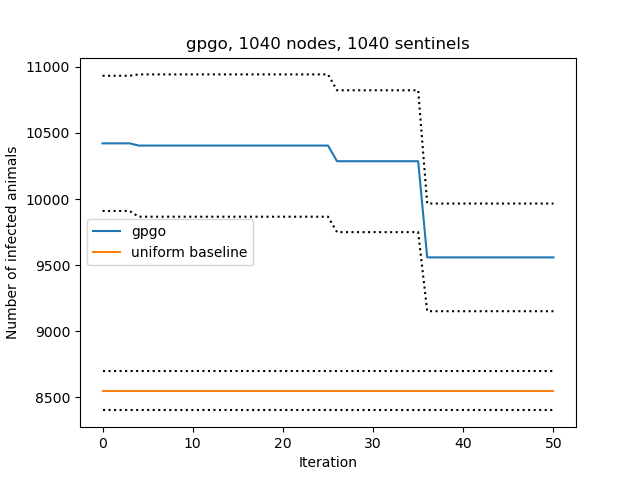 gpgo, 1040 nodes, 1040 sentinels
11000
10500
10000
9500
9000
8500
Number of infected animals
gpgo
uniform baseline
0 10 20 30 40 50
Iteration